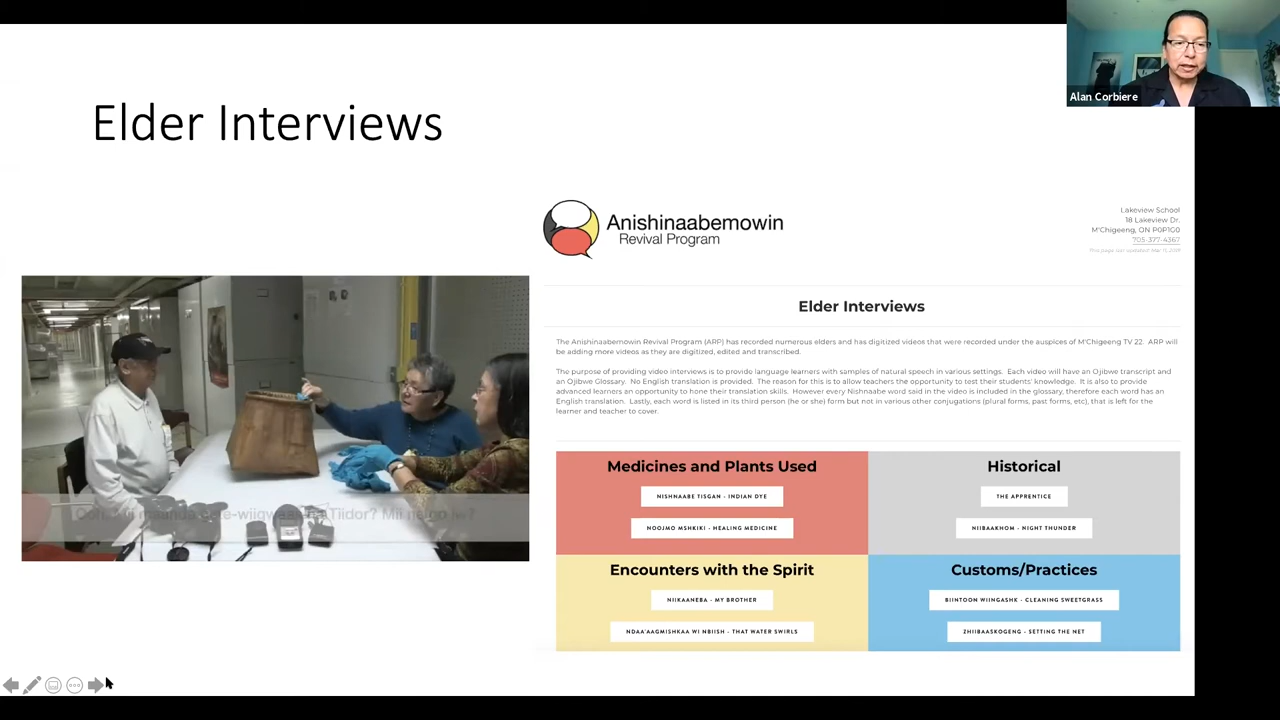 Alan Corbiere
Elder Interviews
Anishinaabemowin
Revival Program
Lakeview School
18 Lakeview Dr.
M'Chigeeng, ON P0P1G0
705-377-4367
Elder Interviews
The Anishinaabemowin Revival Program (ARP) has recorded numerous elders and has digitized videos that were recorded under the auspices of M'Chigeeng TV 22. ARP will
be adding more videos as they are digitized, edited and transcribed.
The purpose of providing video interviews is to provide language learners with samples of natural speech in various settings. Each video will have an Ojibwe transcript and
an Ojibwe Glossary. No English translation is provided. The reason for this is to allow teachers the opportunity to test their students' knowledge. It is also to provide
advanced learners an opportunity to hone their translation skills. However every Nishnaabe word said in the video is included in the glossary, therefore each word has an
English translation. Lastly, each word is listed in its third person (he or she) form but not in various other conjugations (plural forms, past forms, etc), that is left for the
learner and teacher to cover.
Medicines and Plants Used
NISHNAABE TISGAN - INDIAN DYE
NOOJMO MSHKIKI - HEALING MEDICINE
Historical
THE APPRENTICE
NIIBAAKHOM - NIGHT THUNDER
Encounters with the Spirit
NIIKAANEBA - MY BROTHER
NDAA'AAGMISHKAA WI NBIISH - THAT WATER SWIRLS
Customs/Practices
BIINTOON WIINGASHK - CLEANING SWEETGRASS
ZHIIBAASKOGENG - SETTING THE NET